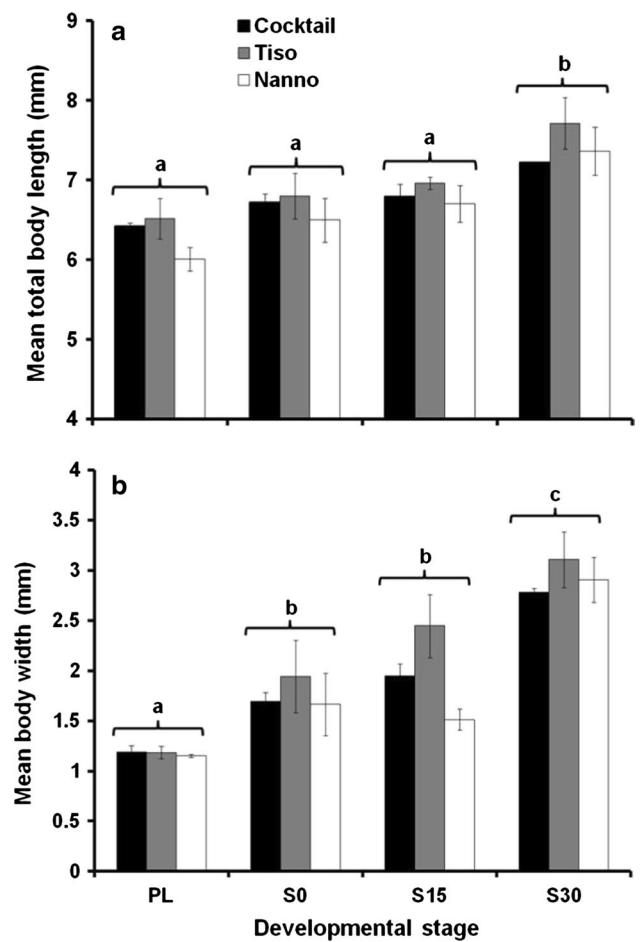 a
Cocktail
Tiso
Nanno
Mean total body length (mm)
9
8
7
6
5
4
a
a
a
b
b
Mean body width (mm)
4
3.5
3
2.5
2
1.5
1
0.5
0
a
b
b
c
PL
S0
S15
S30
Developmental stage